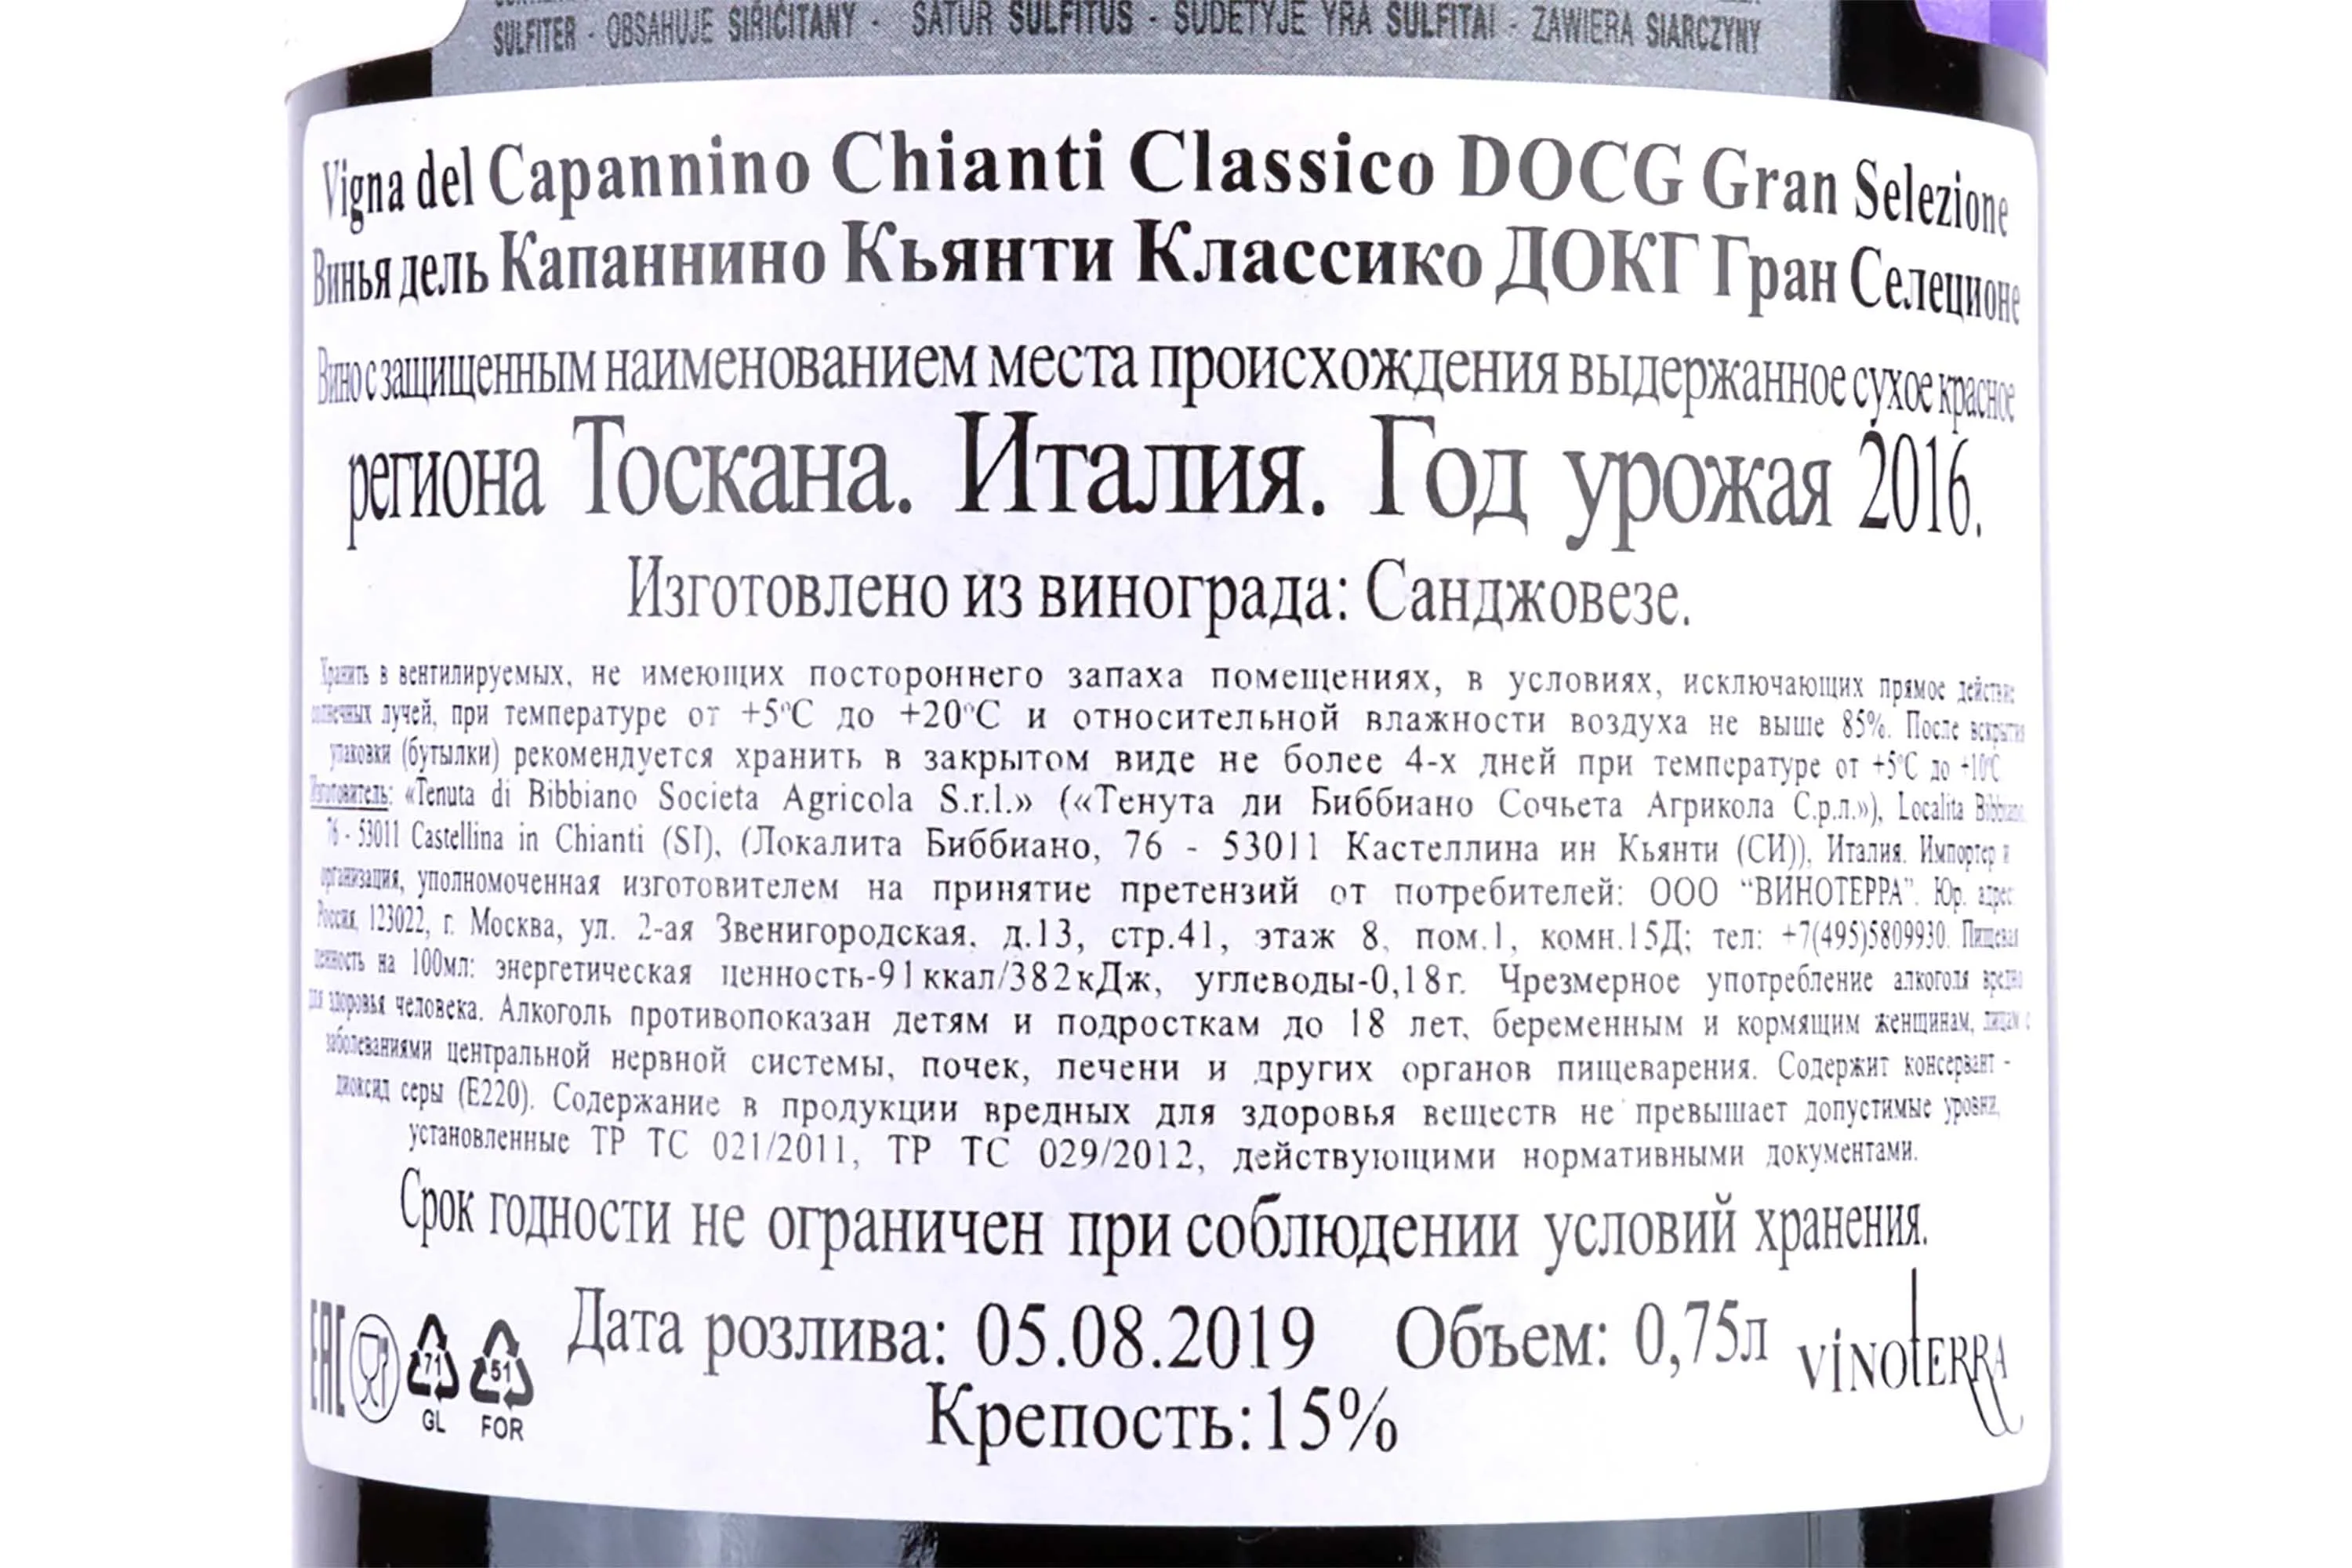 SULFITER - OBSAHUJE SIŘIČITANY - SATUR SULFITUS - SUDĖTYJE YRA SULFITAI - ZAWIERA SIARCZYNY
Vigna del Capannino Chianti Classico DOCG Gran Selezione
Винья дель Капаннино Кьянти Классико ДОКГ Гран Селеционе
Вино с защищенным наименованием места происхождения выдержанное сухое красное
региона Тоскана. Италия. Год урожая 2016.
Изготовлено из винограда: Санджовезе.
Хранить в вентилируемых, не имеющих постороннего запаха помещениях, в условиях, исключающих прямое действие
солнечных лучей, при температуре от +5°С до +20°С и относительной влажности воздуха не выше 85%. После вскрытия
упаковки (бутылки) рекомендуется хранить в закрытом виде не более 4-х дней при температуре от +5°С до +10°С
Изготовитель: «Tenuta di Bibbiano Societa Agricola S.r.l.» («Тенута ди Биббиано Сочьета Агрикола С.р.л.»), Localita Bibbiano,
76 - 53011 Castellina in Chianti (SI), (Локалита Биббиано, 76 - 53011 Кастеллина ин Кьянти (СИ)), Италия. Импортер и
организация, уполномоченная изготовителем на принятие претензий от потребителей: ООО “ВИНОТЕРРА”. Юр. адрес:
Россия, 123022, г. Москва, ул. 2-ая Звенигородская, д.13, стр.41, этаж 8, пом.1, комн.15Д; тел: +7(495)5809930. Пищевая
ценность на 100мл: энергетическая ценность-91ккал/382кДж, углеводы-0,18г. Чрезмерное употребление алкоголя вредно
для здоровья человека. Алкоголь противопоказан детям и подросткам до 18 лет, беременным и кормящим женщинам, лицам с
заболеваниями центральной нервной системы, почек, печени и других органов пищеварения. Содержит консервант -
диоксид серы (Е220). Содержание в продукции вредных для здоровья веществ не превышает допустимые уровни,
установленные ТР ТС 021/2011, ТР ТС 029/2012, действующими нормативными документами.
Срок годности не ограничен при соблюдении условий хранения.
EAC 71 GL 51 FOR
Дата розлива: 05.08.2019 Объем: 0,75л VINOTERRA
Крепость:15%